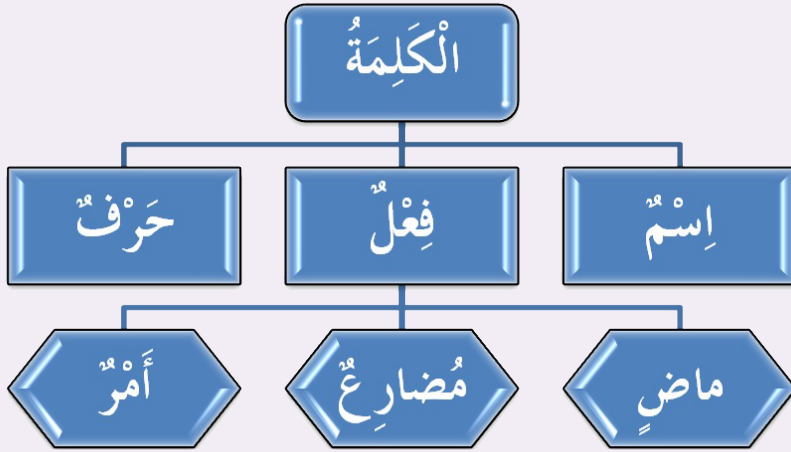 الْكَلِمَةُ
اِسْمٌ
فِعْلٌ
حَرْفٌ
ماضٍ
مُضارِعٌ
أَمْرٌ